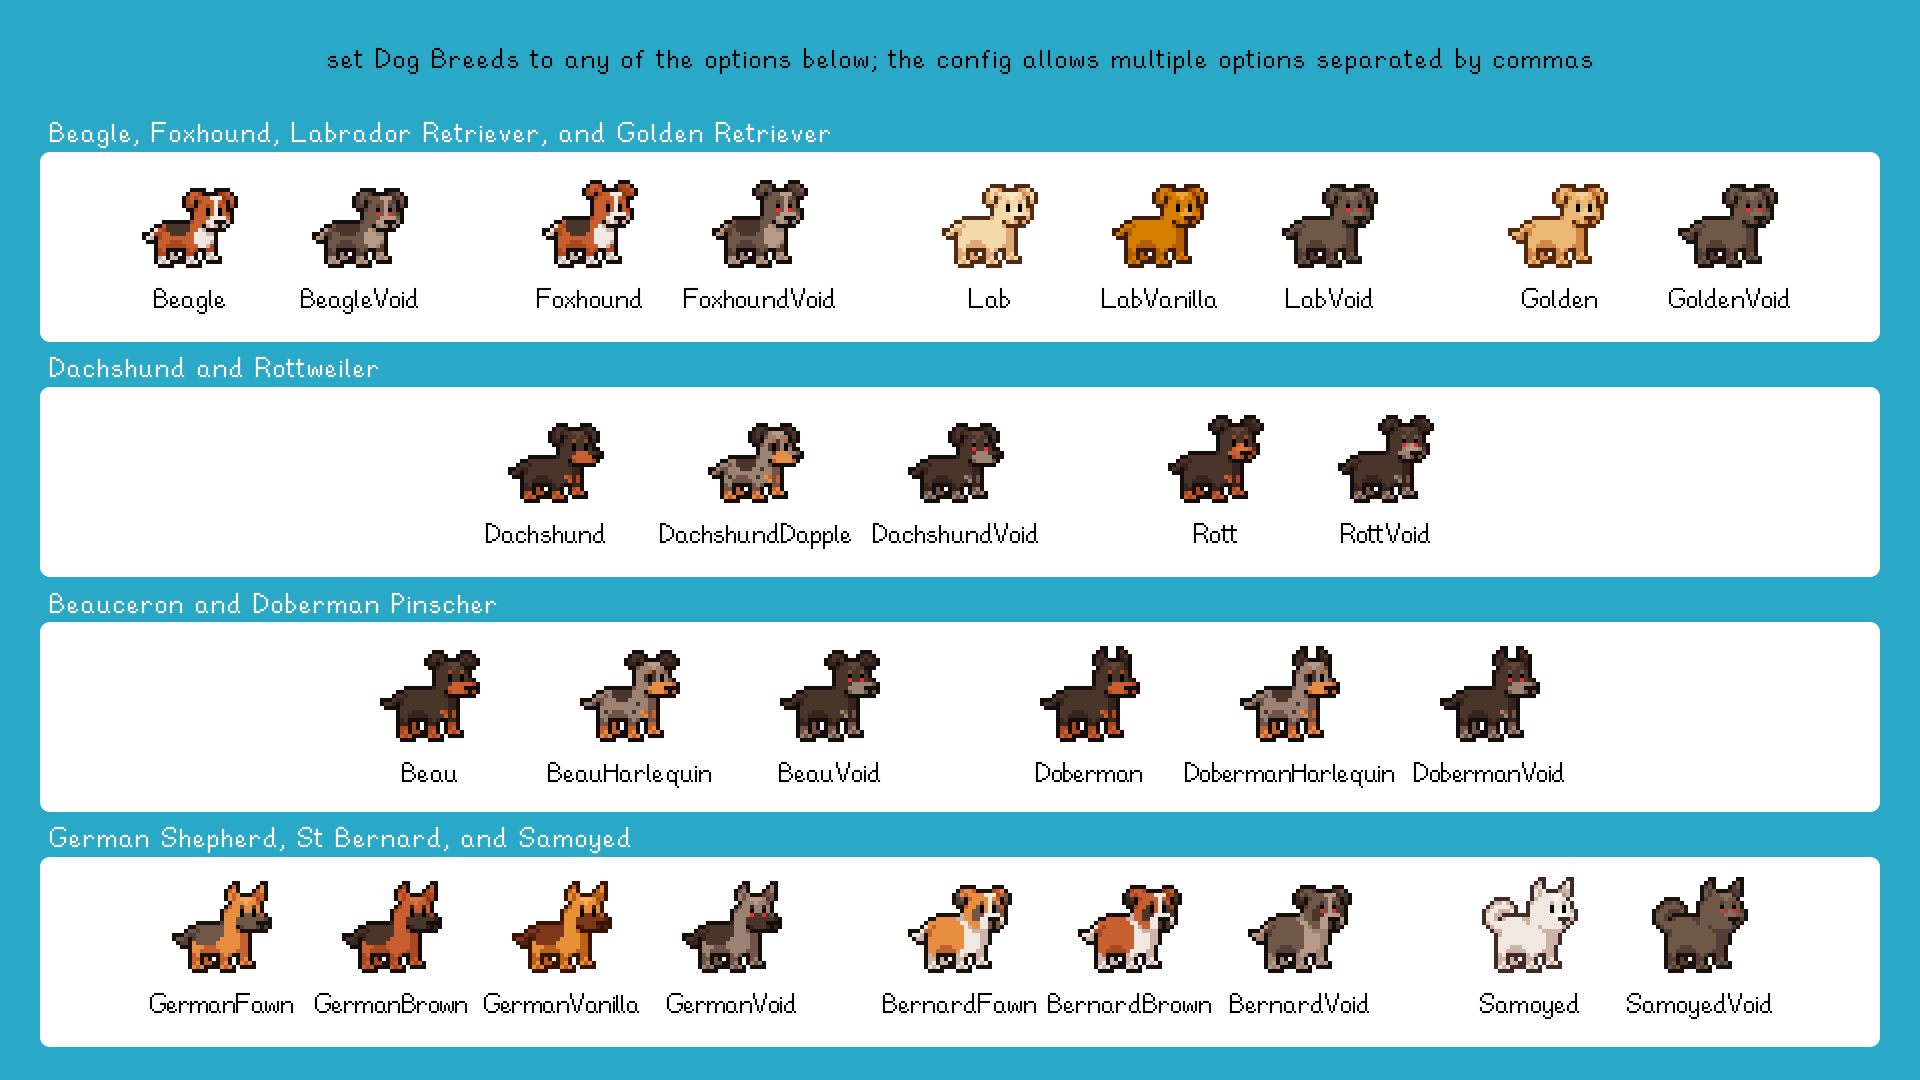 set Dog Breeds to any of the options below; the config allows multiple options separated by commas
Beagle, Foxhound, Labrador Retriever, and Golden Retriever
Beagle BeagleVoid Foxhound FoxhoundVoid Lab LabVanilla LabVoid Golden GoldenVoid
Dachshund and Rottweiler
Dachshund DachshundDapple DachshundVoid Rott RottVoid
Beauceron and Doberman Pinscher
Beau BeauHarlequin BeauVoid Doberman DobermanHarlequin DobermanVoid
German Shepherd, St Bernard, and Samoyed
GermanFawn GermanBrown GermanVanilla GermanVoid BernardFawn BernardBrown BernardVoid Samoyed SamoyedVoid